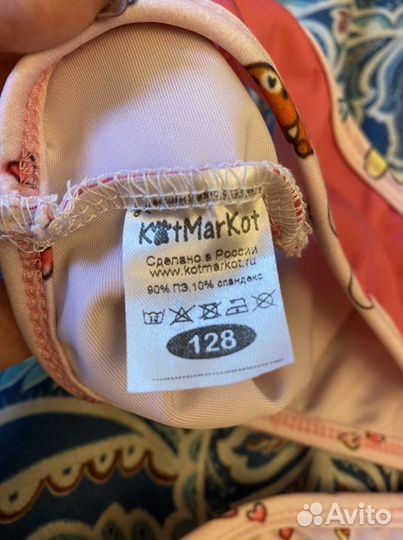 KotMarKot
Сделано в России
www.kotmarkot.ru
90% ПЭ, 10% спандекс
128
Avito